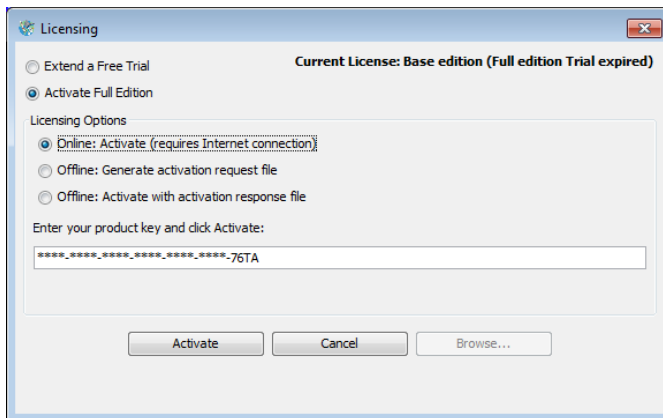 Licensing
Extend a Free Trial
Current License: Base edition (Full edition Trial expired)
Activate Full Edition
Licensing Options
Online: Activate (requires Internet connection)
Offline: Generate activation request file
Offline: Activate with activation response file
Enter your product key and click Activate:
****-****-****-****-****-****-76TA
Activate
Cancel
Browse...